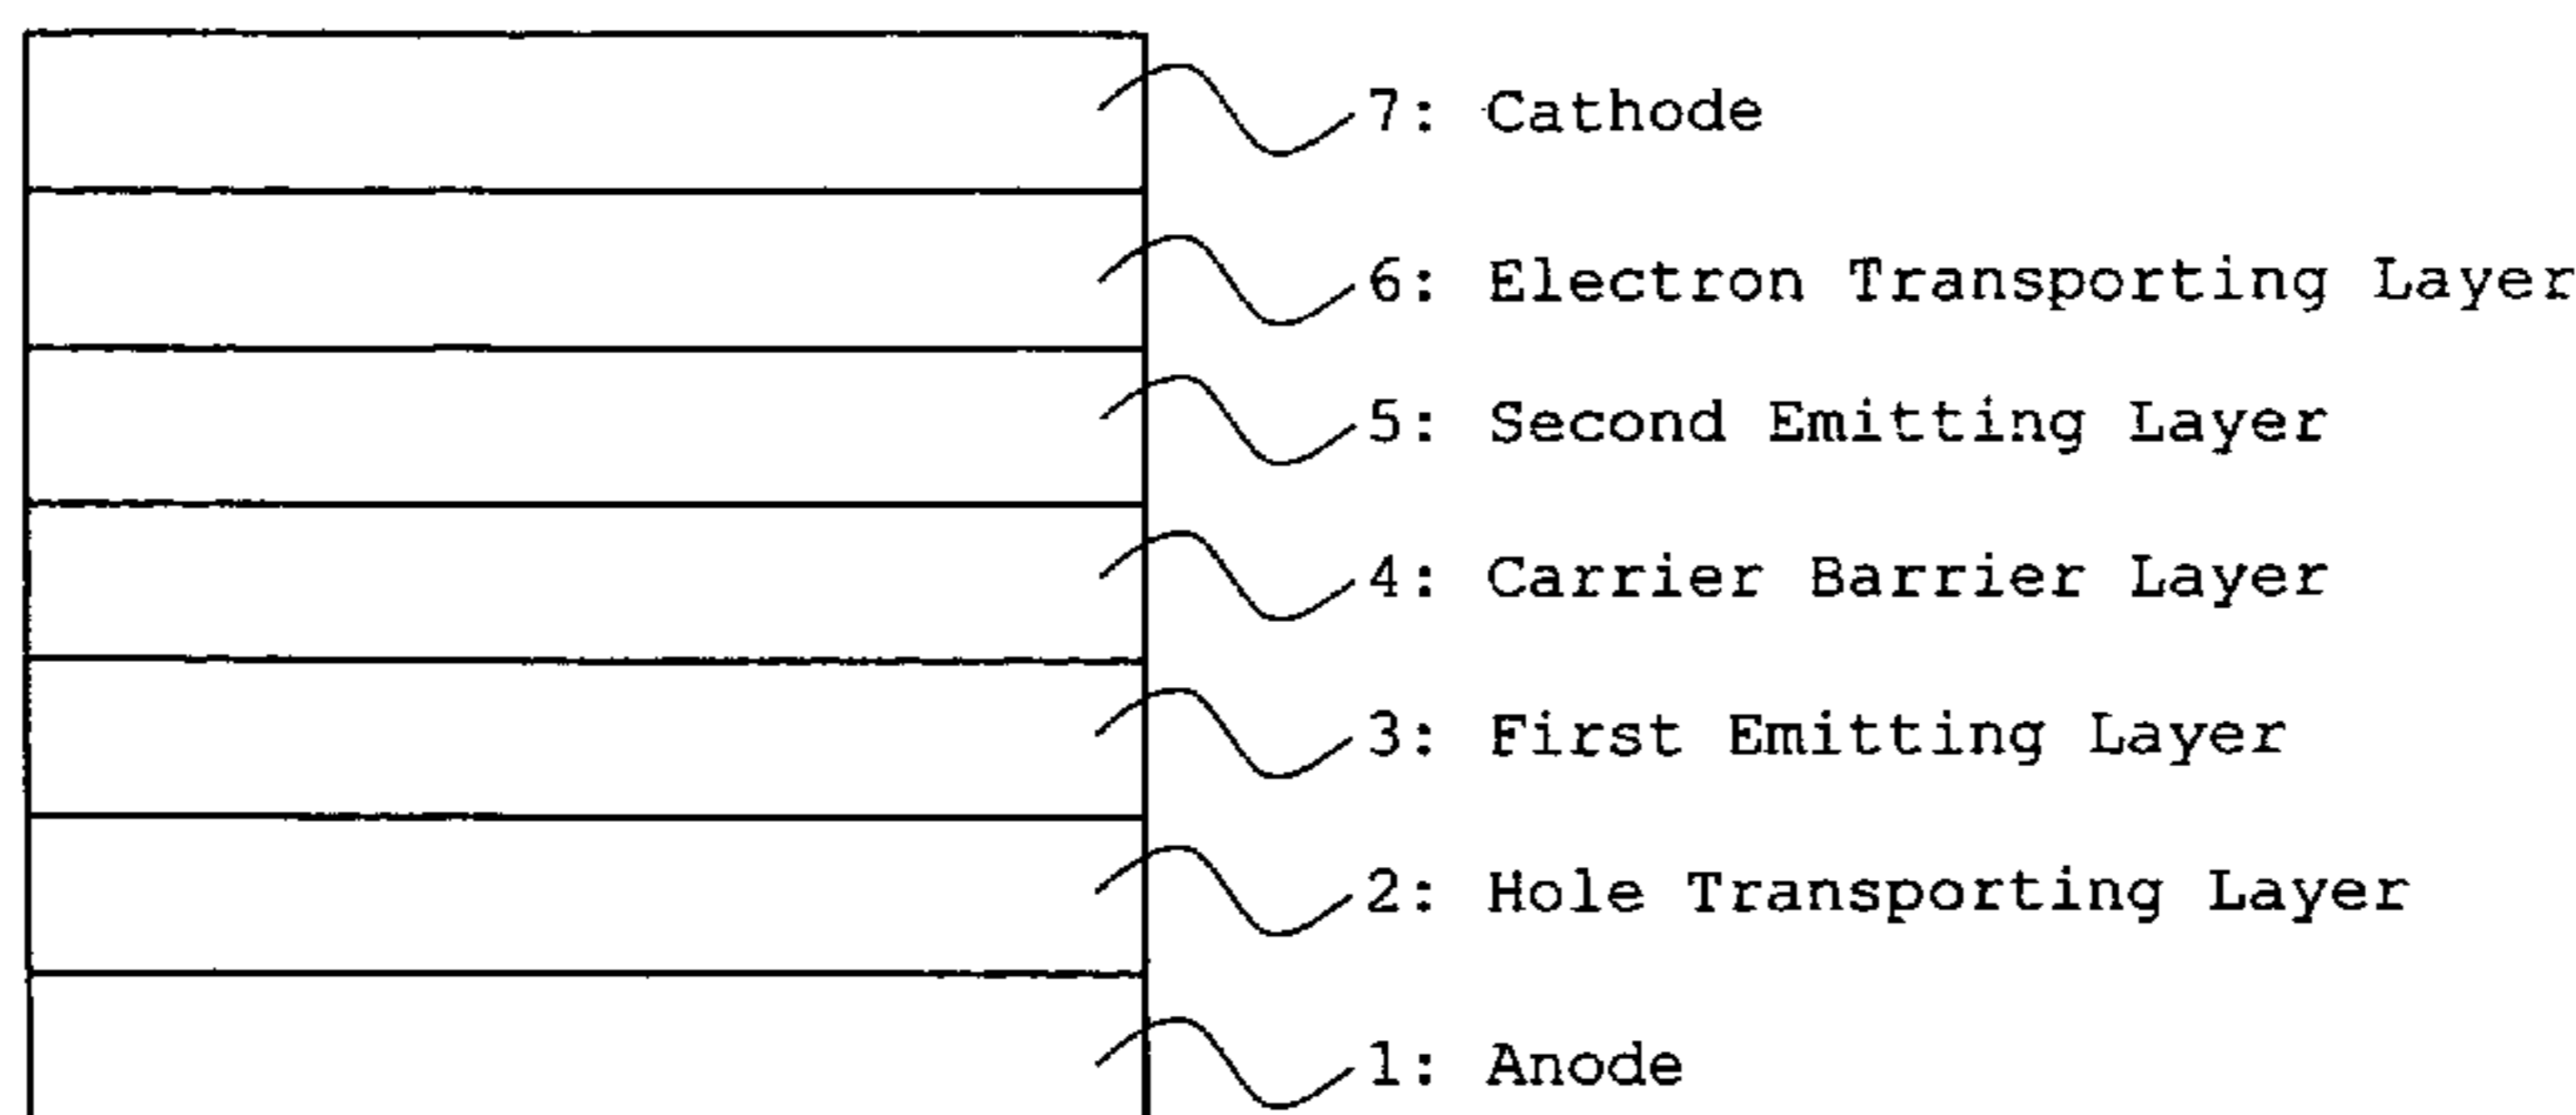 7: Cathode
6: Electron Transporting Layer
5: Second Emitting Layer
4: Carrier Barrier Layer
3: First Emitting Layer
2: Hole Transporting Layer
1: Anode